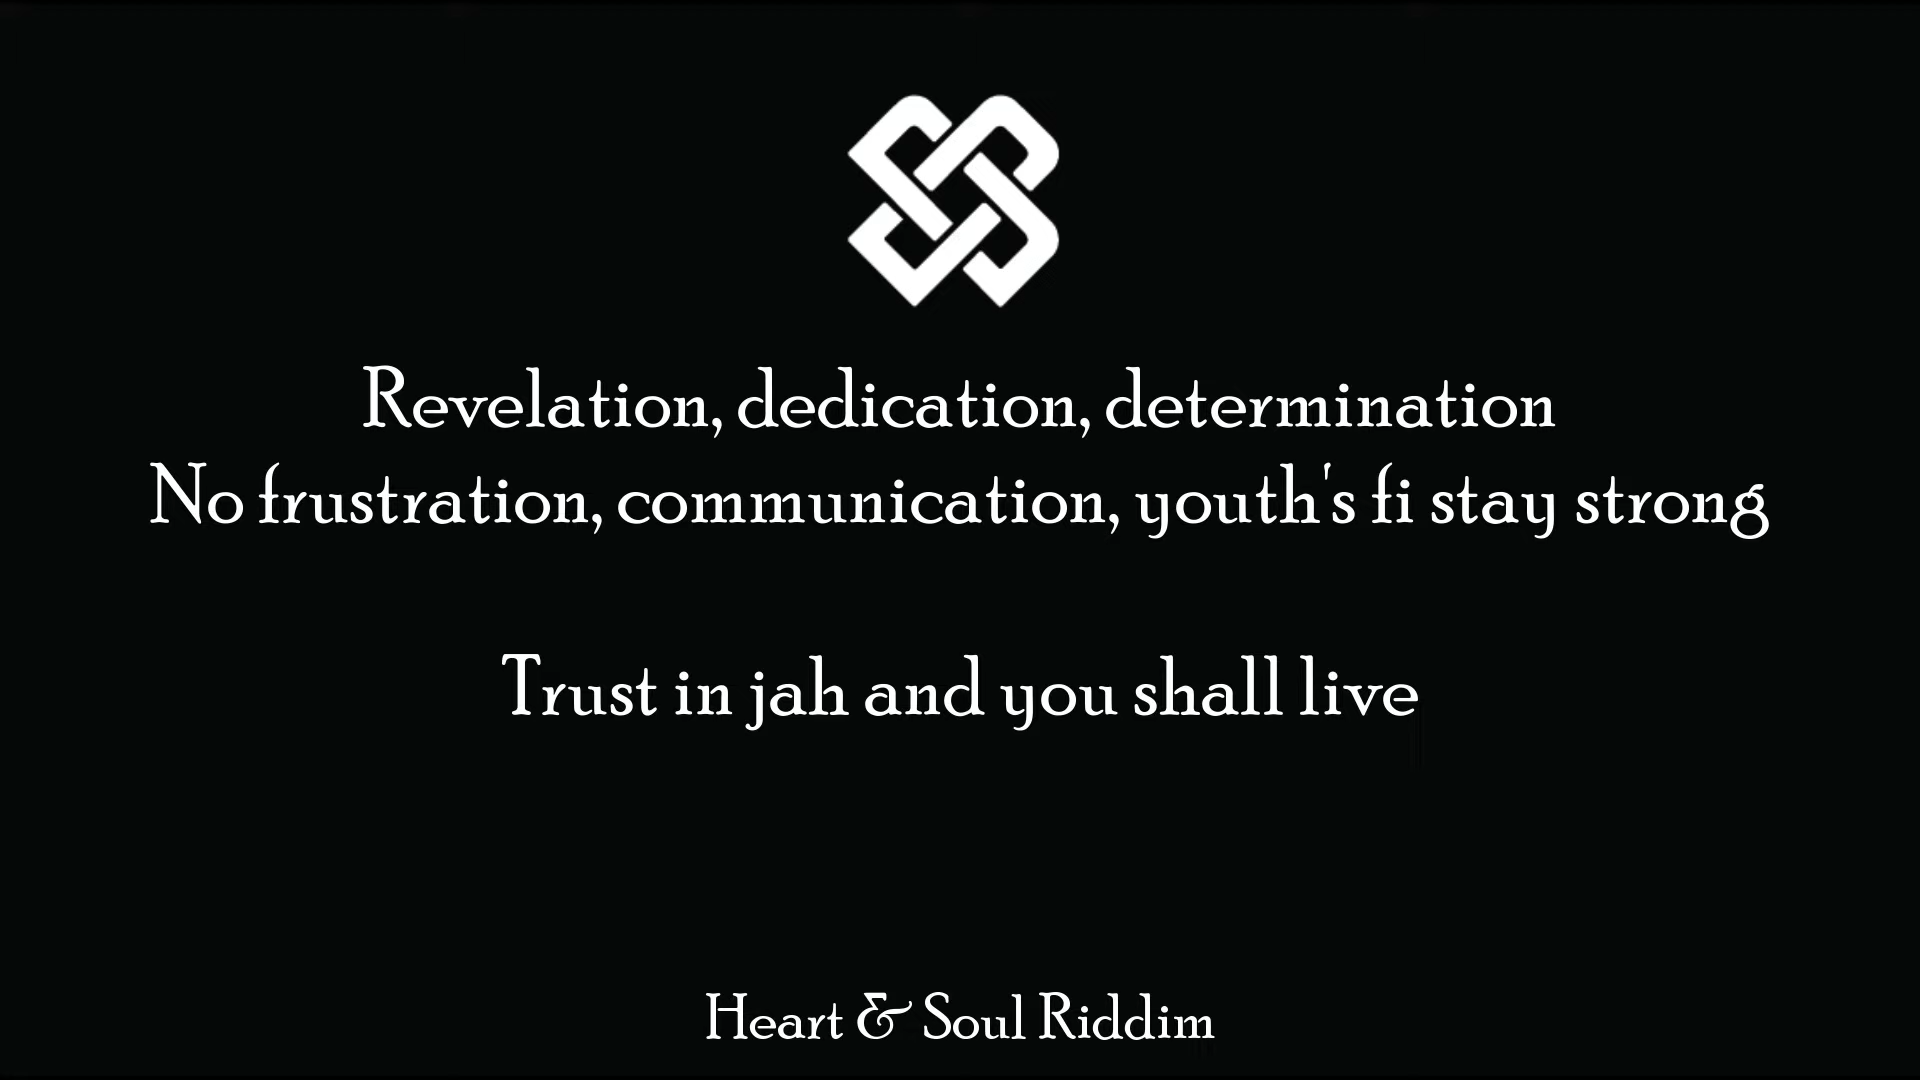 Revelation, dedication, determination
No frustration, communication, youth's fi stay strong
Trust in jah and you shall live
Heart & Soul Riddim